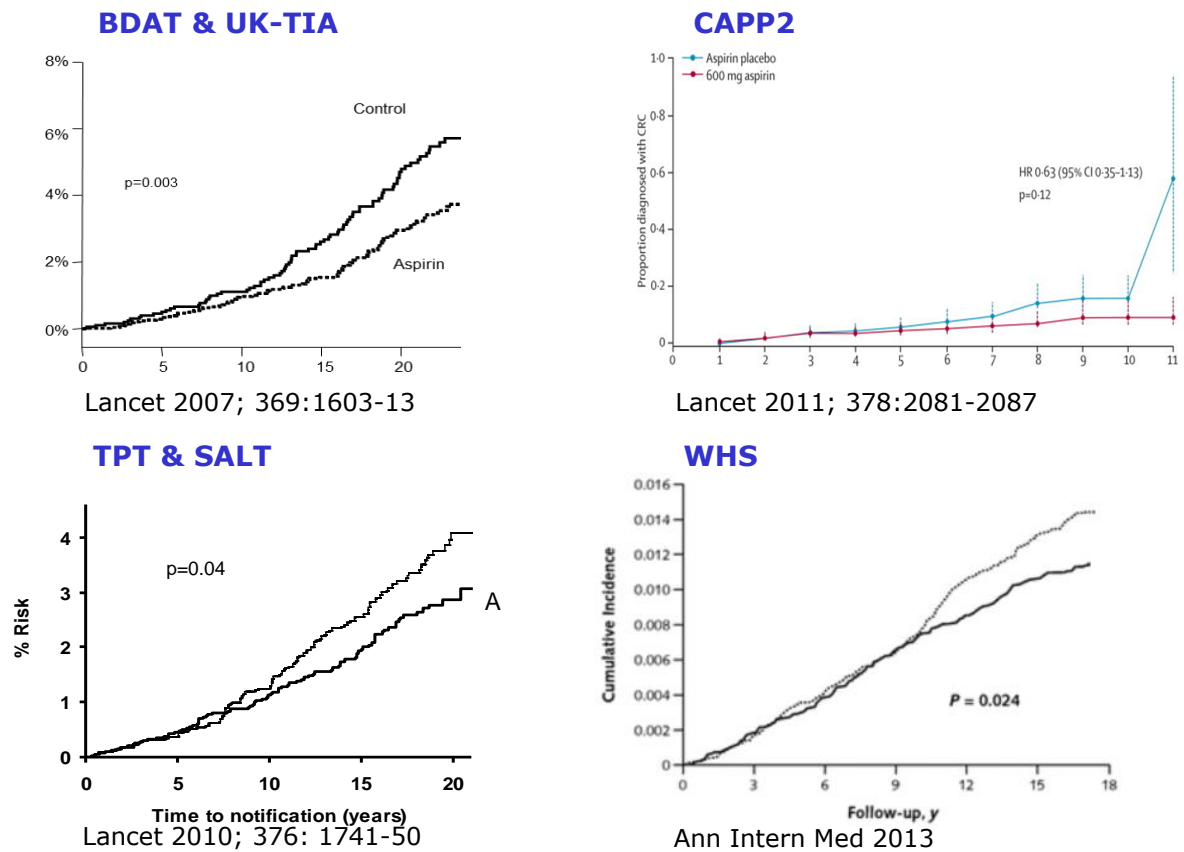 BDAT & UK-TIA
8%
6%
4%
2%
0%
Control
p=0.003
Aspirin
0
5
10
15
20
Lancet 2007; 369:1603-13
CAPP2
Aspirin placebo
600 mg aspirin
Proportion diagnosed with CRC
1·0
0·8
0·6
0·4
0·2
0
HR 0·63 (95% CI 0·35-1·13)
p=0·12
0
1
2
3
4
5
6
7
8
9
10
11
Lancet 2011; 378:2081-2087
TPT & SALT
% Risk
4
3
2
1
0
p=0.04
A
0
5
10
15
20
Time to notification (years)
Lancet 2010; 376: 1741-50
WHS
Cumulative Incidence
0.016
0.014
0.012
0.010
0.008
0.006
0.004
0.002
0
P = 0.024
0
3
6
9
12
15
18
Follow-up, y
Ann Intern Med 2013